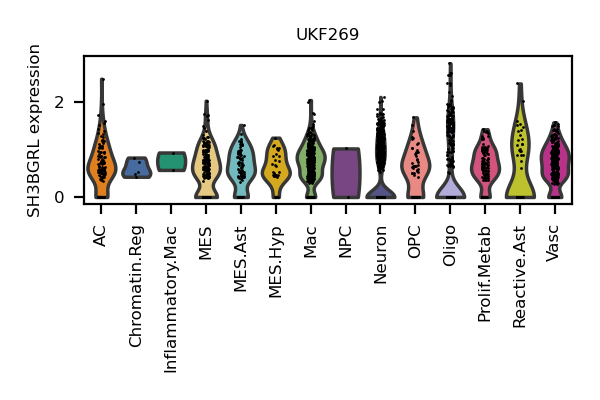 UKF269
SH3BGRL expression
2
0
AC
Chromatin.Reg
Inflammatory.Mac
MES
MES.Ast
MES.Hyp
Mac
NPC
Neuron
OPC
Oligo
Prolif.Metab
Reactive.Ast
Vasc